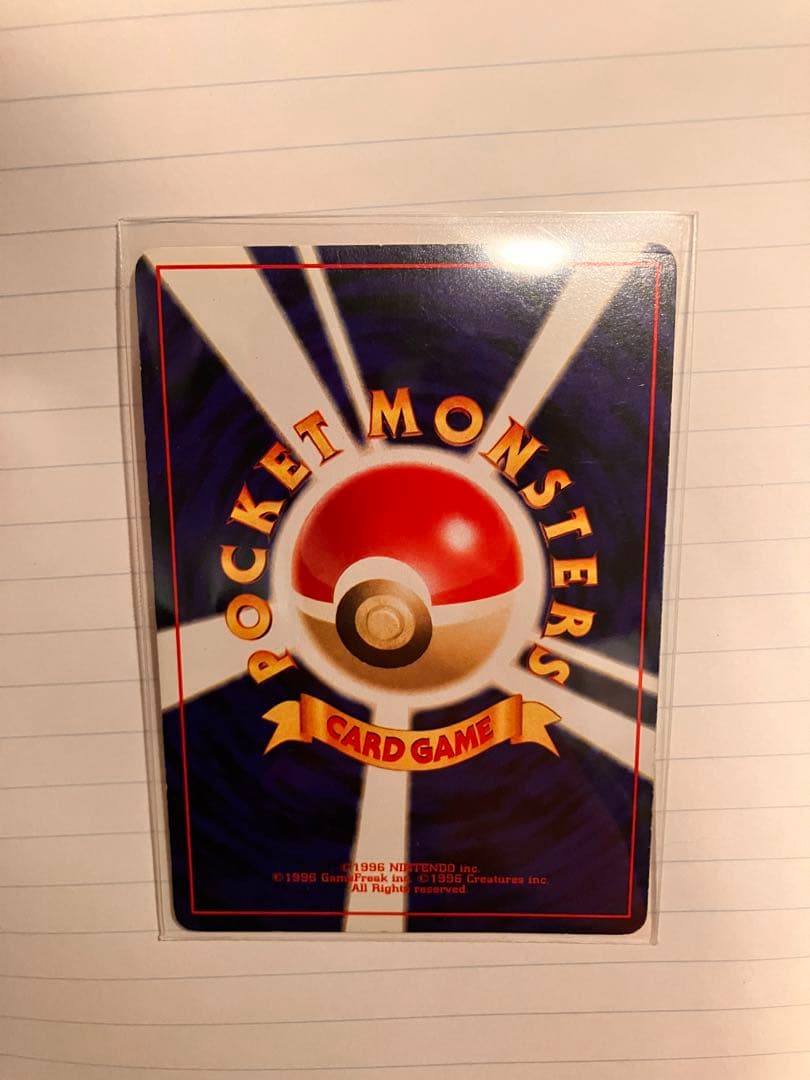 POCKET MONSTERS
CARD GAME
©1996 NINTENDO inc.
©1996 GameFreak inc. ©1996 Creatures inc.
All Rights reserved.